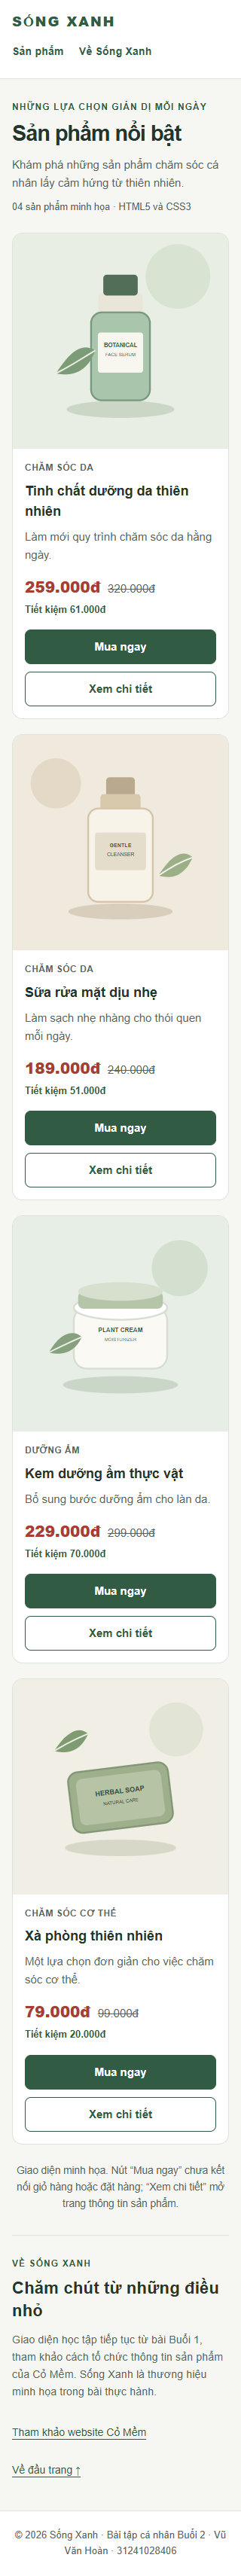 SỐNG XANH
Sản phẩm Về Sống Xanh
NHỮNG LỰA CHỌN GIẢN DỊ MỖI NGÀY
Sản phẩm nổi bật
Khám phá những sản phẩm chăm sóc cá
nhân lấy cảm hứng từ thiên nhiên.
04 sản phẩm minh họa · HTML5 và CSS3
BOTANICAL
FACE SERUM
CHĂM SÓC DA
Tinh chất dưỡng da thiên
nhiên
Làm mới quy trình chăm sóc da hằng
ngày.
259.000đ 320.000đ
Tiết kiệm 61.000đ
Mua ngay
Xem chi tiết
GENTLE
CLEANSER
CHĂM SÓC DA
Sữa rửa mặt dịu nhẹ
Làm sạch nhẹ nhàng cho thói quen
mỗi ngày.
189.000đ 240.000đ
Tiết kiệm 51.000đ
Mua ngay
Xem chi tiết
PLANT CREAM
MOISTURIZER
DƯỠNG ẨM
Kem dưỡng ẩm thực vật
Bổ sung bước dưỡng ẩm cho làn da.
229.000đ 299.000đ
Tiết kiệm 70.000đ
Mua ngay
Xem chi tiết
HERBAL SOAP
NATURAL CARE
CHĂM SÓC CƠ THỂ
Xà phòng thiên nhiên
Một lựa chọn đơn giản cho việc chăm
sóc cơ thể.
79.000đ 99.000đ
Tiết kiệm 20.000đ
Mua ngay
Xem chi tiết
Giao diện minh họa. Nút “Mua ngay” chưa kết
nối giỏ hàng hoặc đặt hàng; “Xem chi tiết” mở
trang thông tin sản phẩm.
VỀ SỐNG XANH
Chăm chút từ những điều
nhỏ
Giao diện học tập tiếp tục từ bài Buổi 1,
tham khảo cách tổ chức thông tin sản phẩm
của Cỏ Mềm. Sống Xanh là thương hiệu
minh họa trong bài thực hành.
Tham khảo website Cỏ Mềm
Về đầu trang ↑
© 2026 Sống Xanh · Bài tập cá nhân Buổi 2 · Vũ
Văn Hoàn · 31241028406